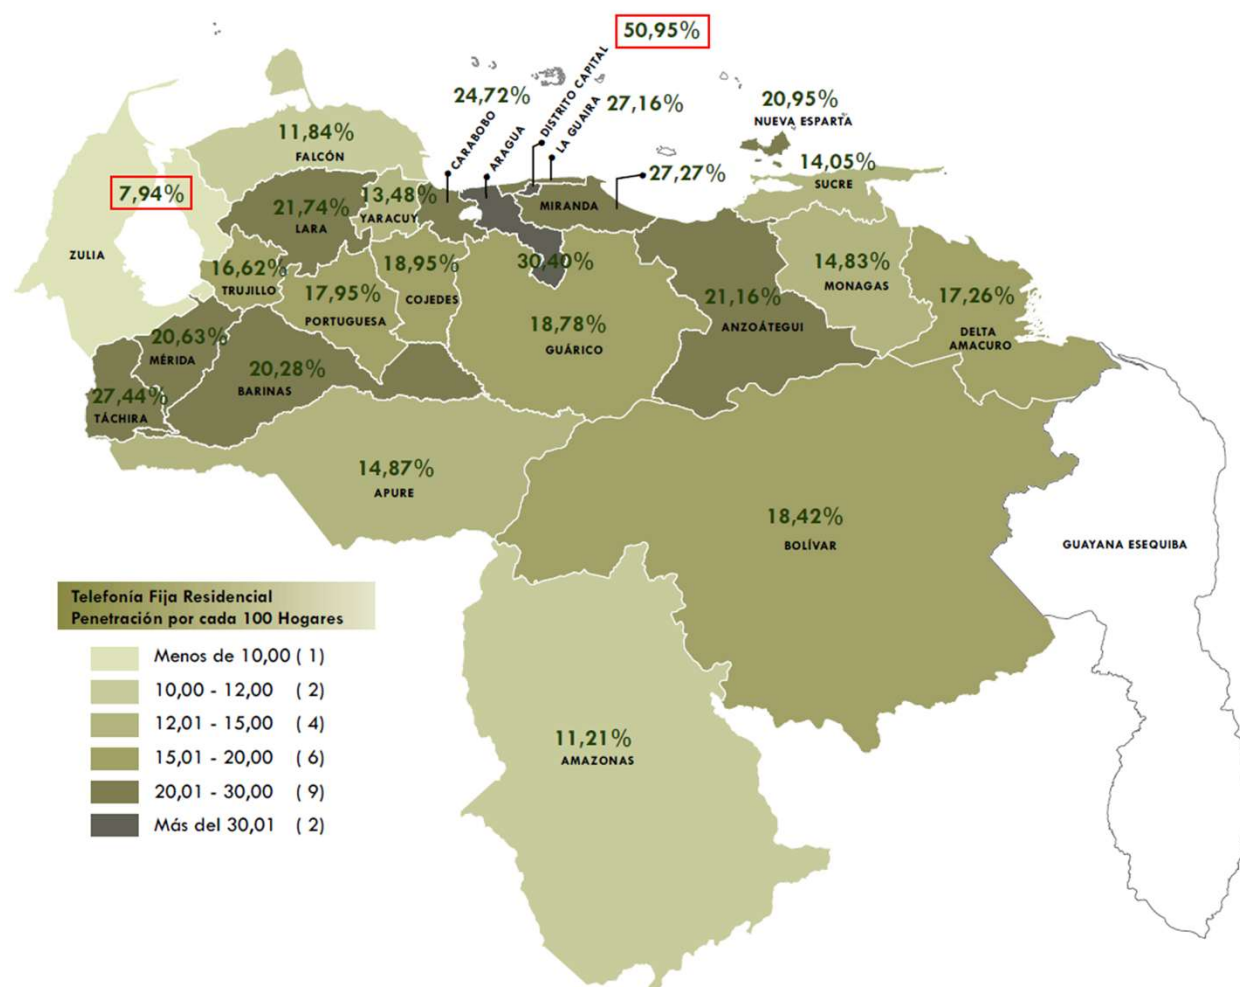 50,95%
24,72%
DISTRITO CAPITAL
LA GUAIRA
27,16%
20,95%
NUEVA ESPARTA
CARABOBO
ARAGUA
11,84%
FALCÓN
14,05%
SUCRE
27,27%
7,94%
13,48%
YARACUY
21,74%
LARA
MIRANDA
ZULIA
16,62%
TRUJILLO
18,95%
COJEDES
30,40%
14,83%
MONAGAS
17,95%
PORTUGUESA
21,16%
ANZOÁTEGUI
17,26%
DELTA
AMACURO
18,78%
GUÁRICO
20,63%
MÉRIDA
20,28%
BARINAS
27,44%
TÁCHIRA
14,87%
APURE
18,42%
BOLÍVAR
GUAYANA ESEQUIBA
Telefonía Fija Residencial
Penetración por cada 100 Hogares
Menos de 10,00 ( 1)
10,00 - 12,00 ( 2)
12,01 - 15,00 ( 4)
15,01 - 20,00 ( 6)
20,01 - 30,00 ( 9)
Más del 30,01 ( 2)
11,21%
AMAZONAS